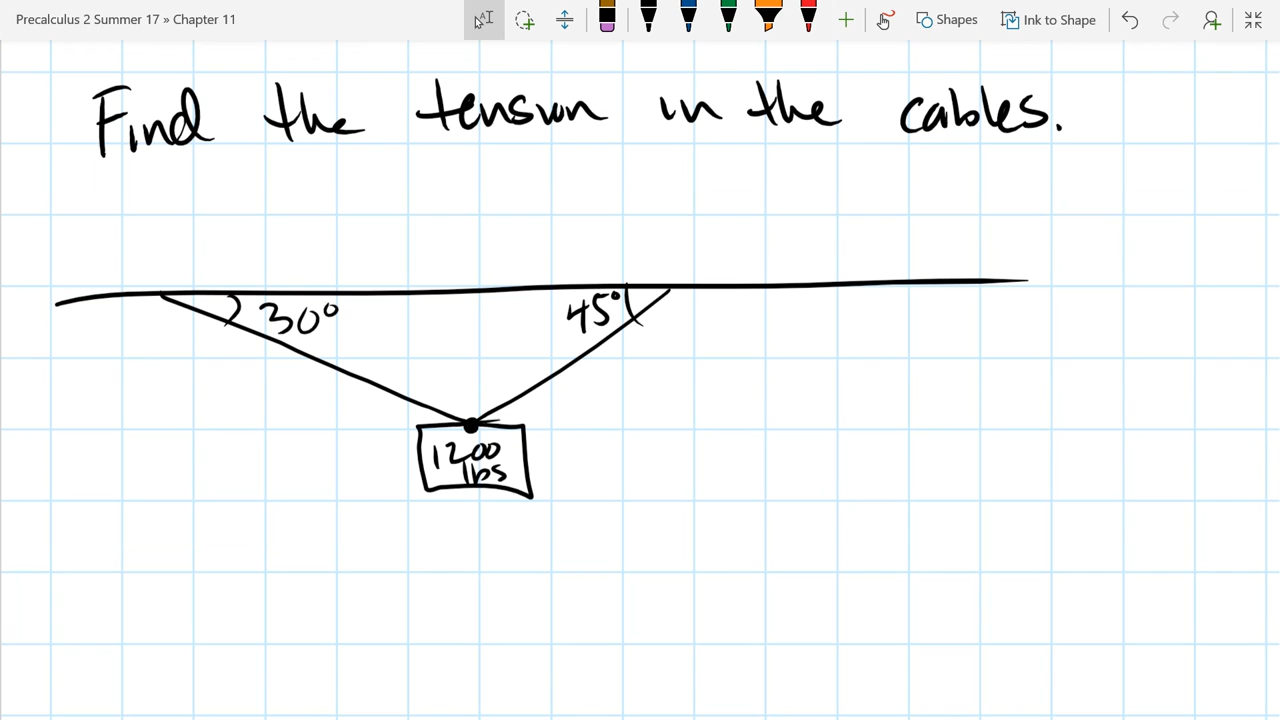 Precalculus 2 Summer 17 » Chapter 11
Shapes
Ink to Shape
Find the tension in the cables.
30°
45°
1200
lbs